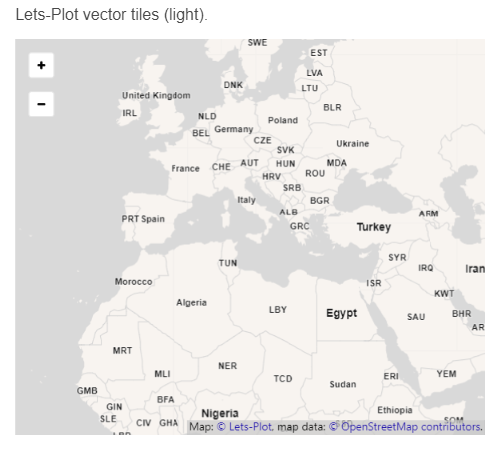 Lets-Plot vector tiles (light).
+
-
SWE
EST
LVA
LTU
DNK
United Kingdom
IRL
BLR
NLD
Poland
BEL
Germany
CZE
SVK
Ukraine
France
CHE
AUT
HUN
MDA
HRV
ROU
SRB
Italy
BGR
ALB
PRT
Spain
GRC
Turkey
ARM
TUN
SYR
IRQ
Iran
Morocco
ISR
KWT
Algeria
LBY
Egypt
SAU
BHR
AR
MRT
MLI
NER
TCD
Sudan
ERI
YEM
GMB
BFA
GIN
SLE
CIV
GHA
Nigeria
Ethiopia
SOM
LBR
Map: © Lets-Plot, map data: © OpenStreetMap contributors.